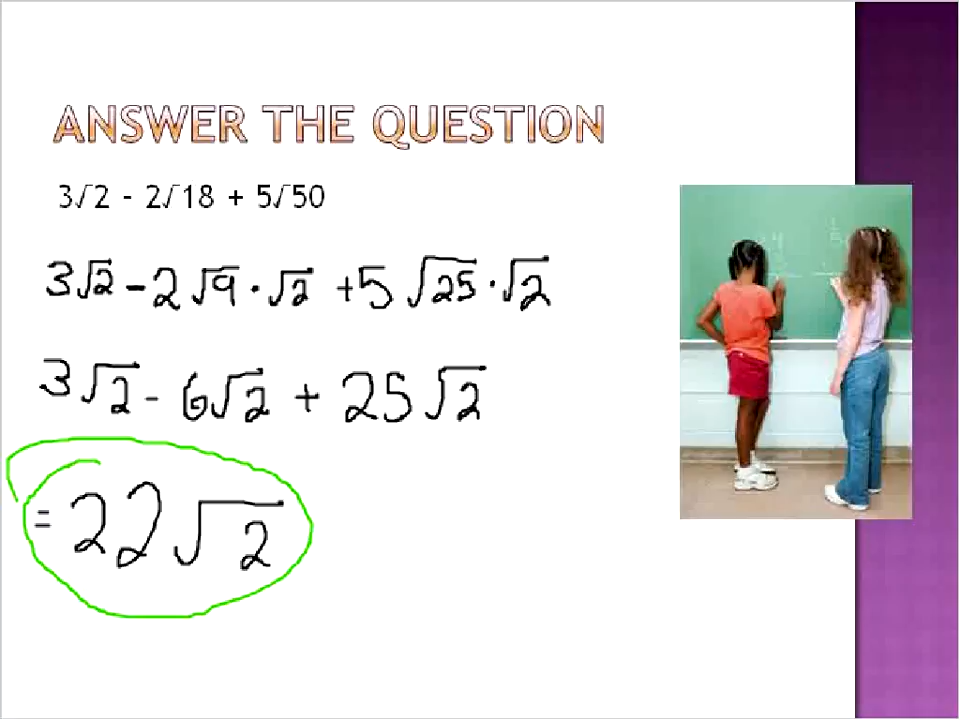 ANSWER THE QUESTION
3√2 - 2√18 + 5√50
3√2 - 2√9 · √2 + 5√25 · √2
3√2 - 6√2 + 25√2
= 22√2